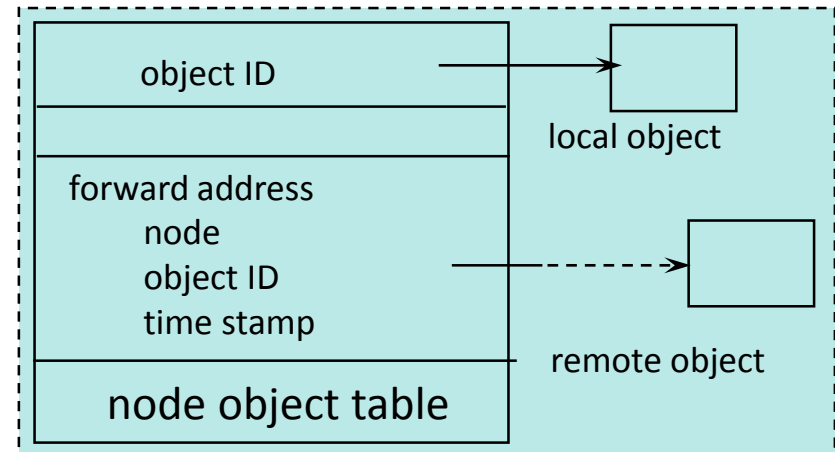 object ID
local object
forward address
node
object ID
time stamp
remote object
node object table